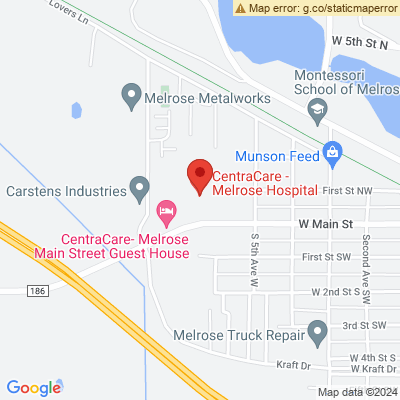 Map error: g.co/staticmaperror
Lovers Ln
W 5th St N
Montessori
School of Melros
Melrose Metalworks
Munson Feed
CentraCare -
Melrose Hospital
First St NW
Carstens Industries
CentraCare- Melrose
Main Street Guest House
W Main St
S 5th Ave W
First St SW
Second Ave SW
186
W 2nd St S
3rd St SW
Melrose Truck Repair
W 4th St S
Kraft Dr
W Kraft Dr
Google
Map data ©2024